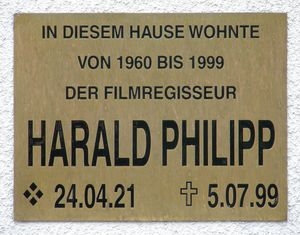 IN DIESEM HAUSE WOHNTE
VON 1960 BIS 1999
DER FILMREGISSEUR
HARALD PHILIPP
❖ 24.04.21 ✝ 5.07.99